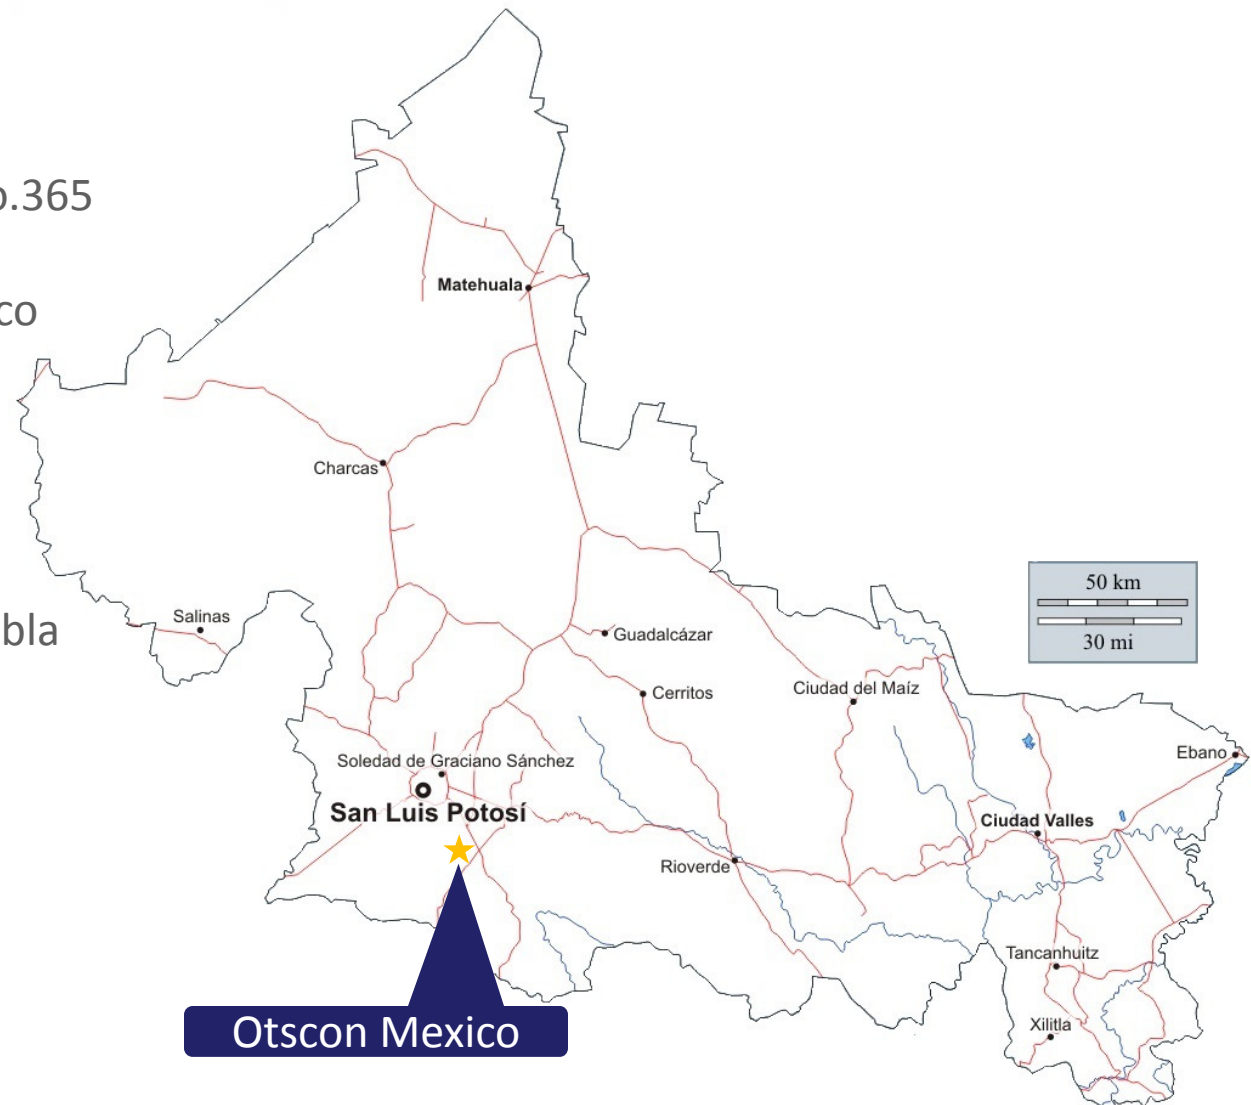 o.365
co
bla
Matehuala
Charcas
Salinas
Guadalcázar
Cerritos
Ciudad del Maíz
50 km
30 mi
Soledad de Graciano Sánchez
San Luis Potosí
Ebano
Ciudad Valles
Rioverde
Tancanhuitz
Xilitla
Otscon Mexico